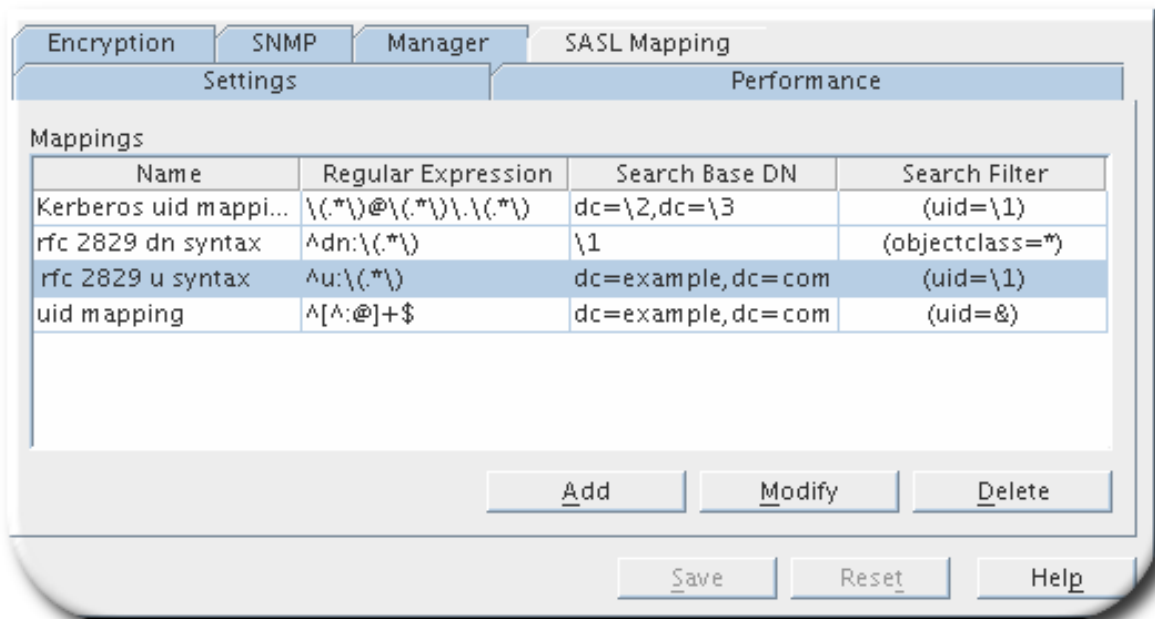 Encryption SNMP Manager SASL Mapping
Settings Performance
Mappings
Name Regular Expression Search Base DN Search Filter
Kerberos uid mappi... \(.*\)@\(.*\)\.\(.*\) dc=\2,dc=\3 (uid=\1)
rfc 2829 dn syntax ^dn:\(.*\) \1 (objectclass=*)
rfc 2829 u syntax ^u:\(.*\) dc=example,dc=com (uid=\1)
uid mapping ^[^:@]+$ dc=example,dc=com (uid=&)
Add Modify Delete
Save Reset Help